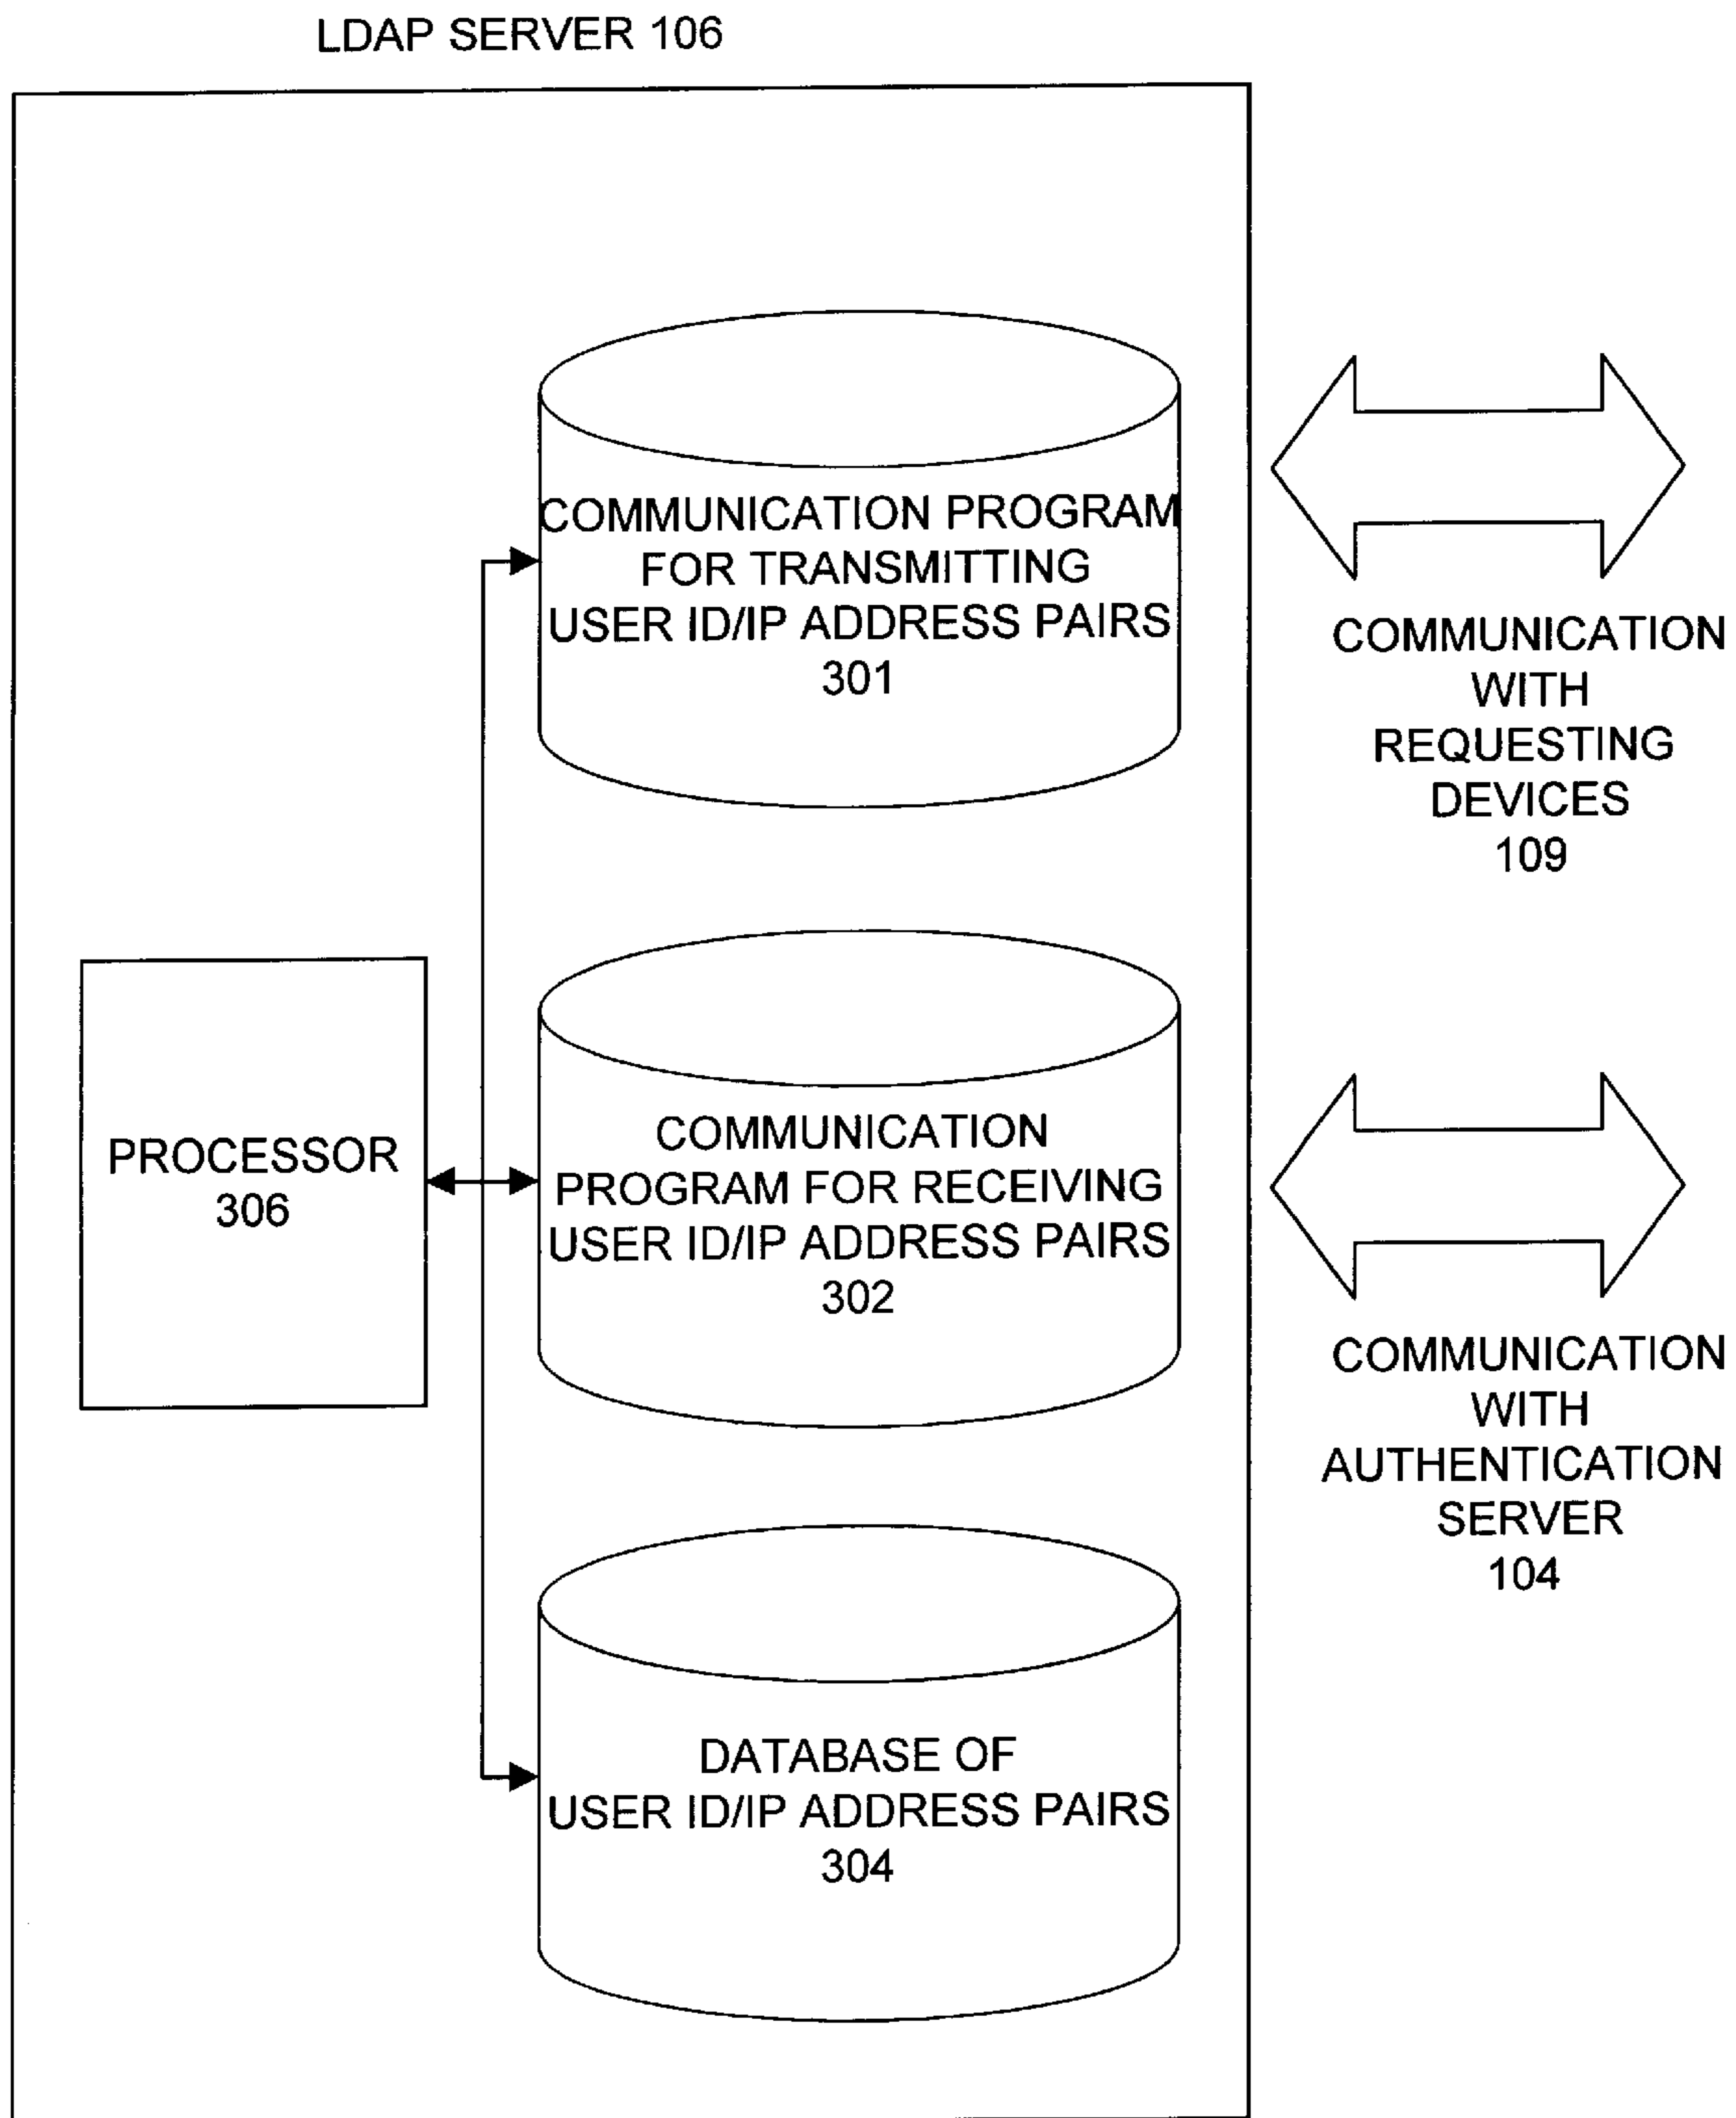 LDAP SERVER 106
COMMUNICATION PROGRAM
FOR TRANSMITTING
USER ID/IP ADDRESS PAIRS
301
COMMUNICATION
WITH
REQUESTING
DEVICES
109
PROCESSOR
306
COMMUNICATION
PROGRAM FOR RECEIVING
USER ID/IP ADDRESS PAIRS
302
COMMUNICATION
WITH
AUTHENTICATION
SERVER
104
DATABASE OF
USER ID/IP ADDRESS PAIRS
304